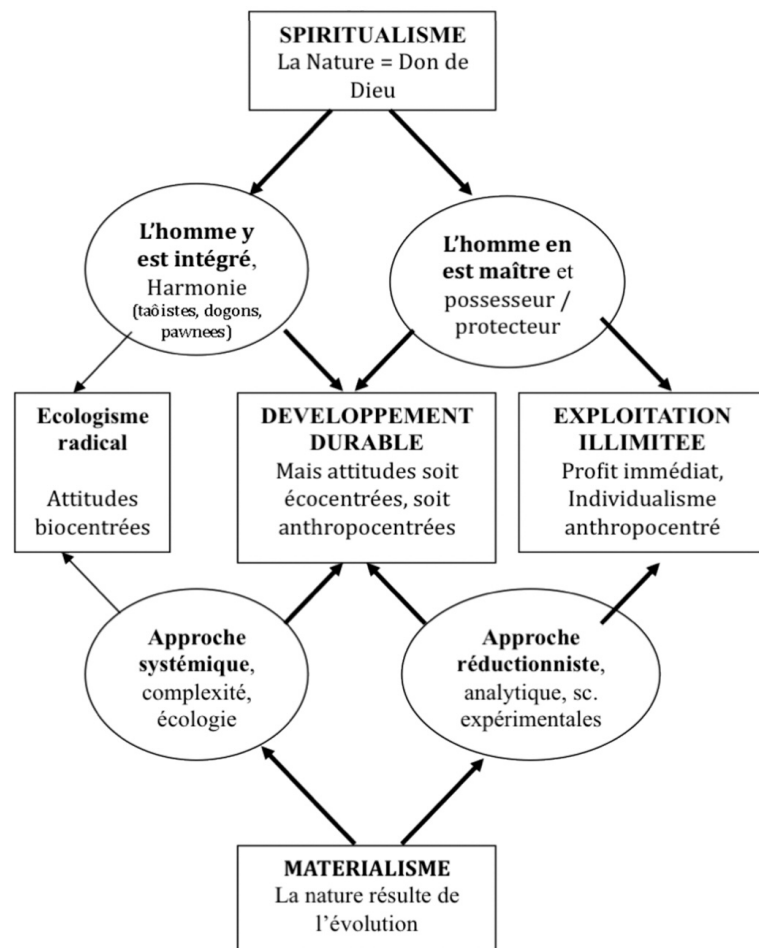 SPIRITUALISME
La Nature = Don de
Dieu
L’homme y
est intégré,
Harmonie
(taôistes, dogons,
pawnees)
L’homme en
est maître et
possesseur /
protecteur
Ecologisme
radical
Attitudes
biocentrées
DEVELOPPEMENT
DURABLE
Mais attitudes soit
écocentrées, soit
anthropocentrées
EXPLOITATION
ILLIMITEE
Profit immédiat,
Individualisme
anthropocentré
Approche
systémique,
complexité,
écologie
Approche
réductionniste,
analytique, sc.
expérimentales
MATERIALISME
La nature résulte de
l’évolution